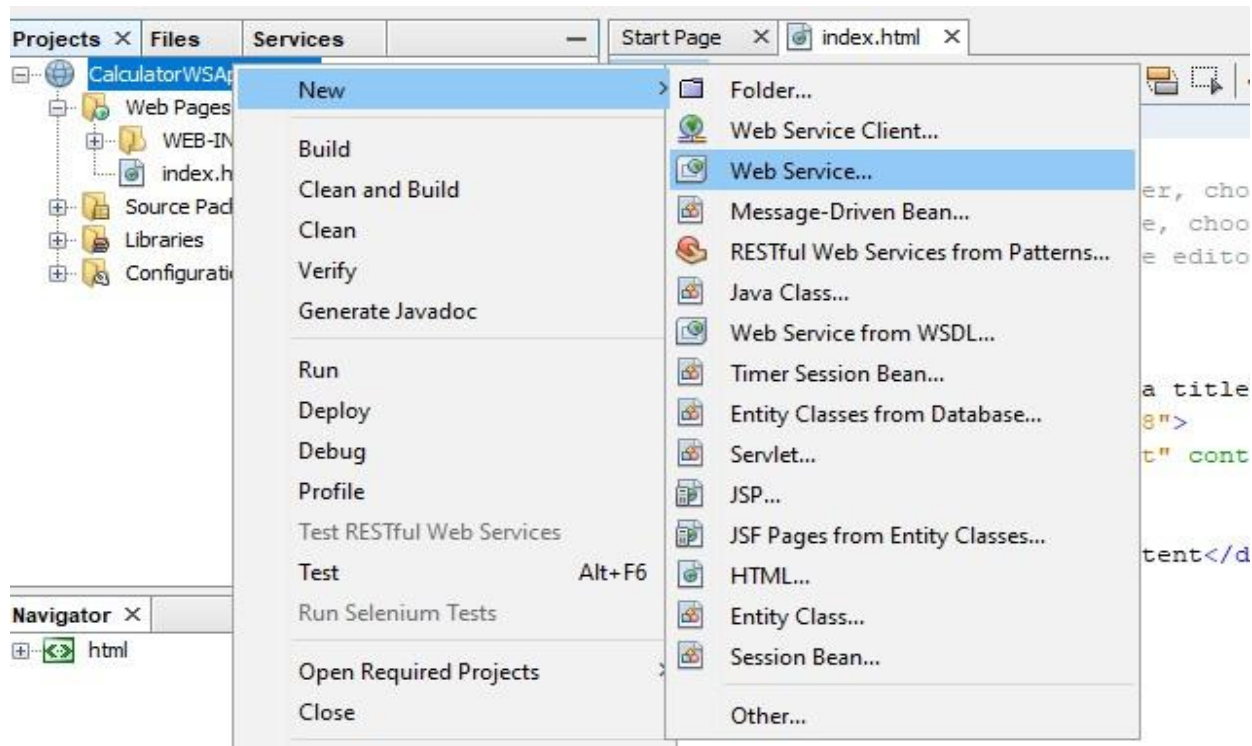 Projects Files Services
Start Page index.html
CalculatorWSAp
Web Pages
WEB-IN
index.h
Source Pack
Libraries
Configurati
New
Build
Clean and Build
Clean
Verify
Generate Javadoc
Run
Deploy
Debug
Profile
Test RESTful Web Services
Test Alt+F6
Run Selenium Tests
Open Required Projects
Close
Folder...
Web Service Client...
Web Service...
Message-Driven Bean...
RESTful Web Services from Patterns...
Java Class...
Web Service from WSDL...
Timer Session Bean...
Entity Classes from Database...
Servlet...
JSP...
JSF Pages from Entity Classes...
HTML...
Entity Class...
Session Bean...
Other...
er, cho
e, choo
e edito
a title
8">
t" cont
tent</d
Navigator
html